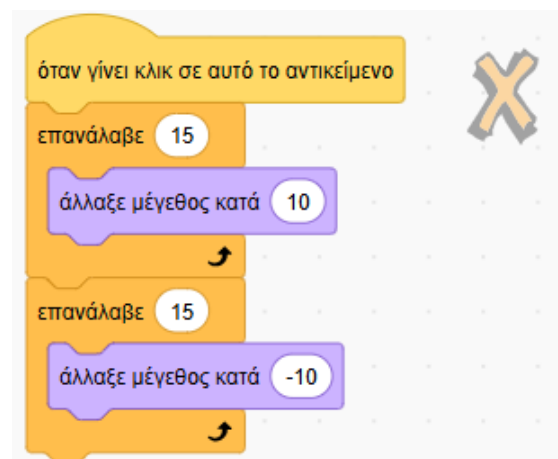 όταν γίνει κλικ σε αυτό το αντικείμενο
επανάλαβε 15
άλλαξε μέγεθος κατά 10
επανάλαβε 15
άλλαξε μέγεθος κατά -10
X